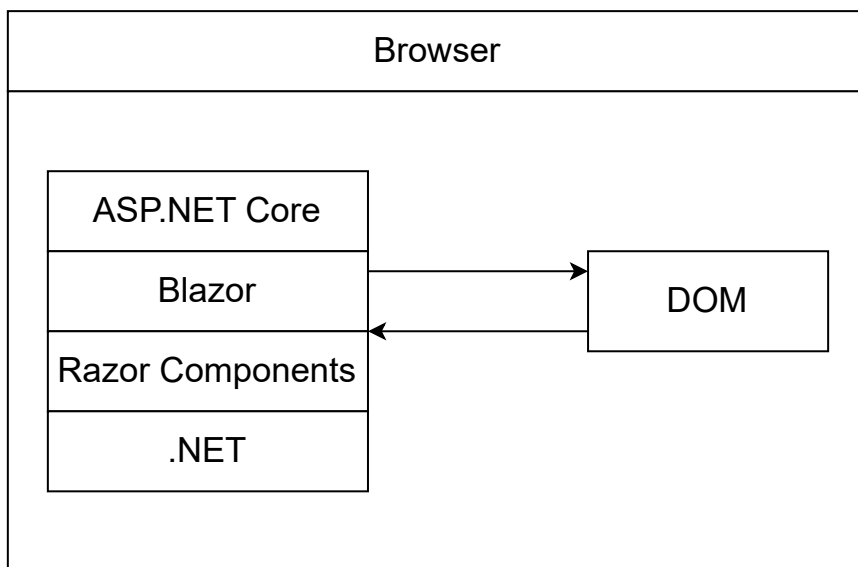 Browser
ASP.NET Core
Blazor
DOM
Razor Components
.NET